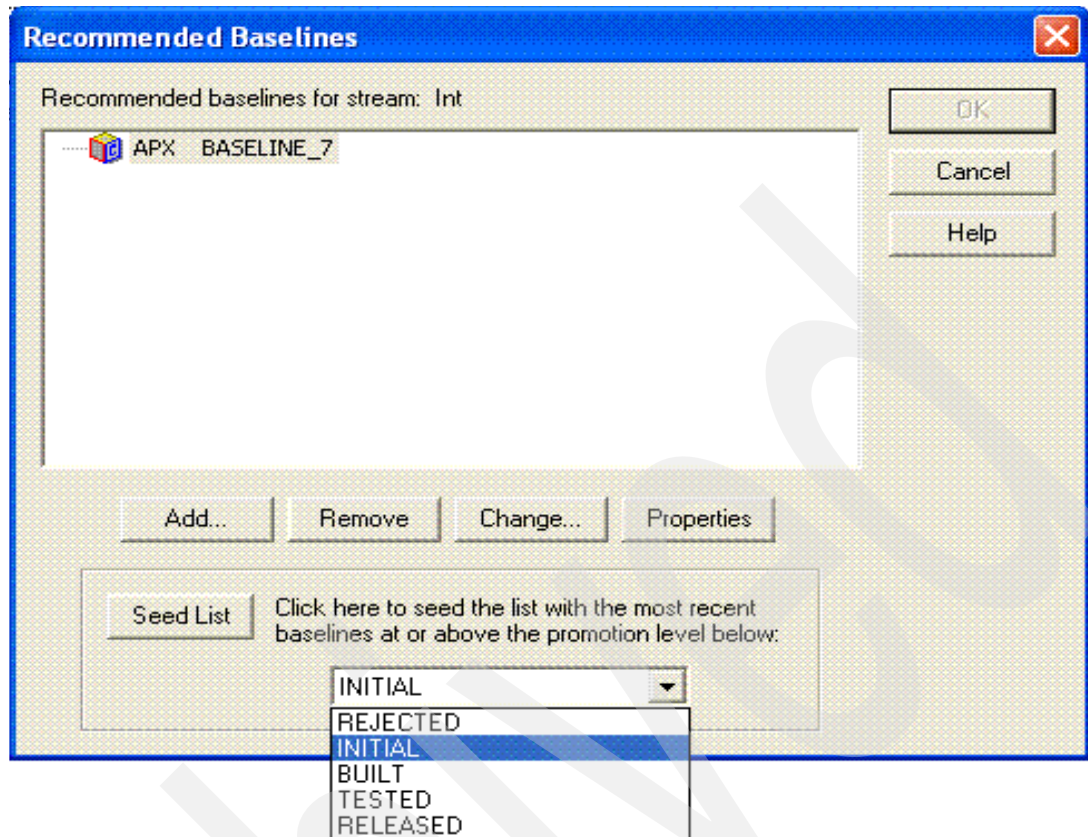 Recommended Baselines
Recommended baselines for stream: Int
APX BASELINE_7
OK
Cancel
Help
Add...
Remove
Change...
Properties
Seed List
Click here to seed the list with the most recent
baselines at or above the promotion level below:
INITIAL
REJECTED
INITIAL
BUILT
TESTED
RELEASED